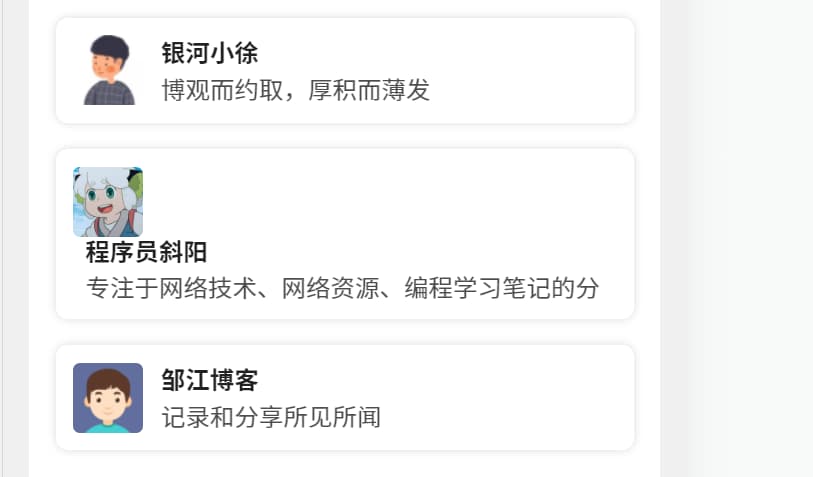 银河小徐
博观而约取，厚积而薄发
程序员斜阳
专注于网络技术、网络资源、编程学习笔记的分
邹江博客
记录和分享所见所闻